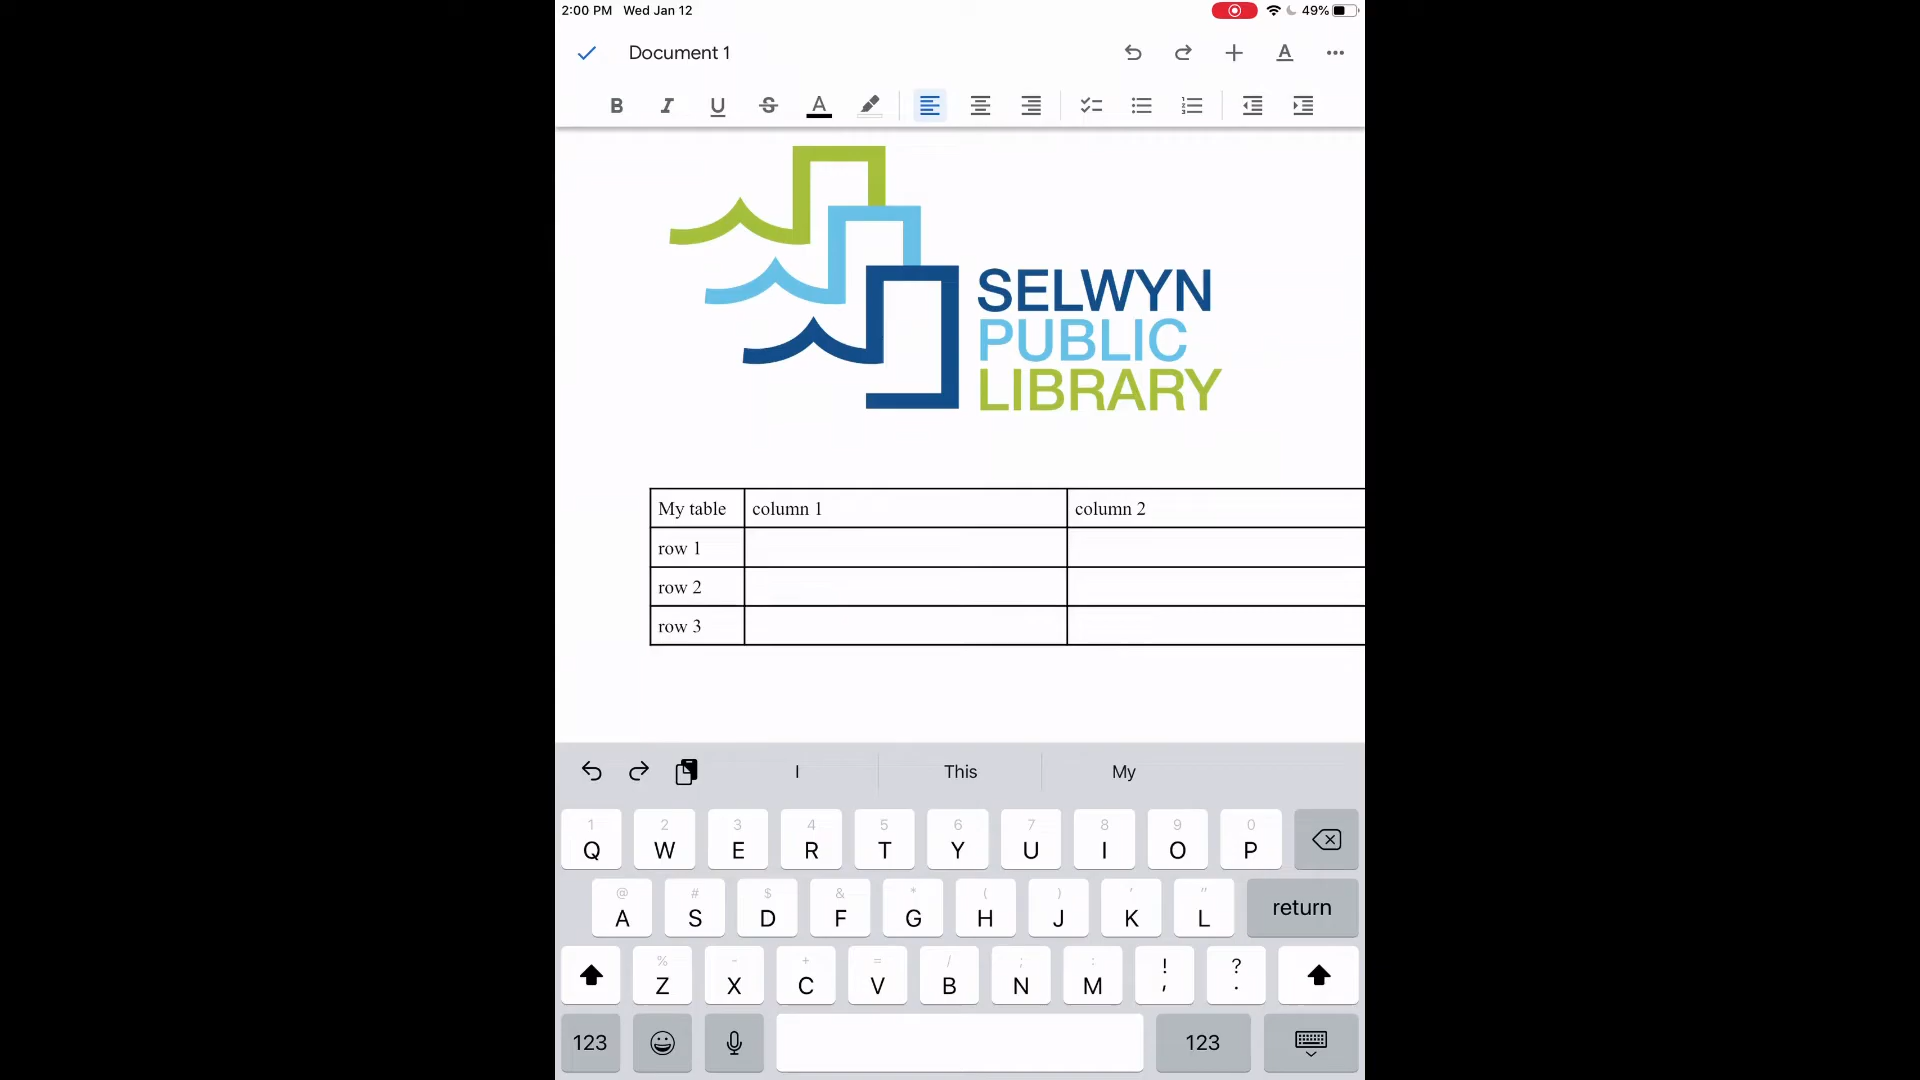 2:00 PM Wed Jan 12 49%
Document 1
B I U S A
SELWYN
PUBLIC
LIBRARY
My table column 1 column 2
row 1
row 2
row 3
I This My
1 2 3 4 5 6 7 8 9 0
Q W E R T Y U I O P
@ # $ & * ( ) ' "
A S D F G H J K L return
% - + = / ; : ! ?
Z X C V B N M , .
123 123